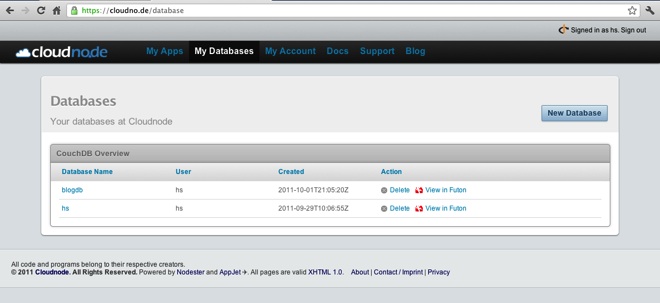 https://cloudno.de/database
Signed in as hs. Sign out
cloudno.de My Apps My Databases My Account Docs Support Blog
Databases
Your databases at Cloudnode
New Database
CouchDB Overview
Database Name User Created Action
blogdb hs 2011-10-01T21:05:20Z Delete View in Futon
hs hs 2011-09-29T10:06:55Z Delete View in Futon
All code and programs belong to their respective creators.
© 2011 Cloudnode. All Rights Reserved. Powered by Nodester and AppJet. All pages are valid XHTML 1.0. About | Contact / Imprint | Privacy